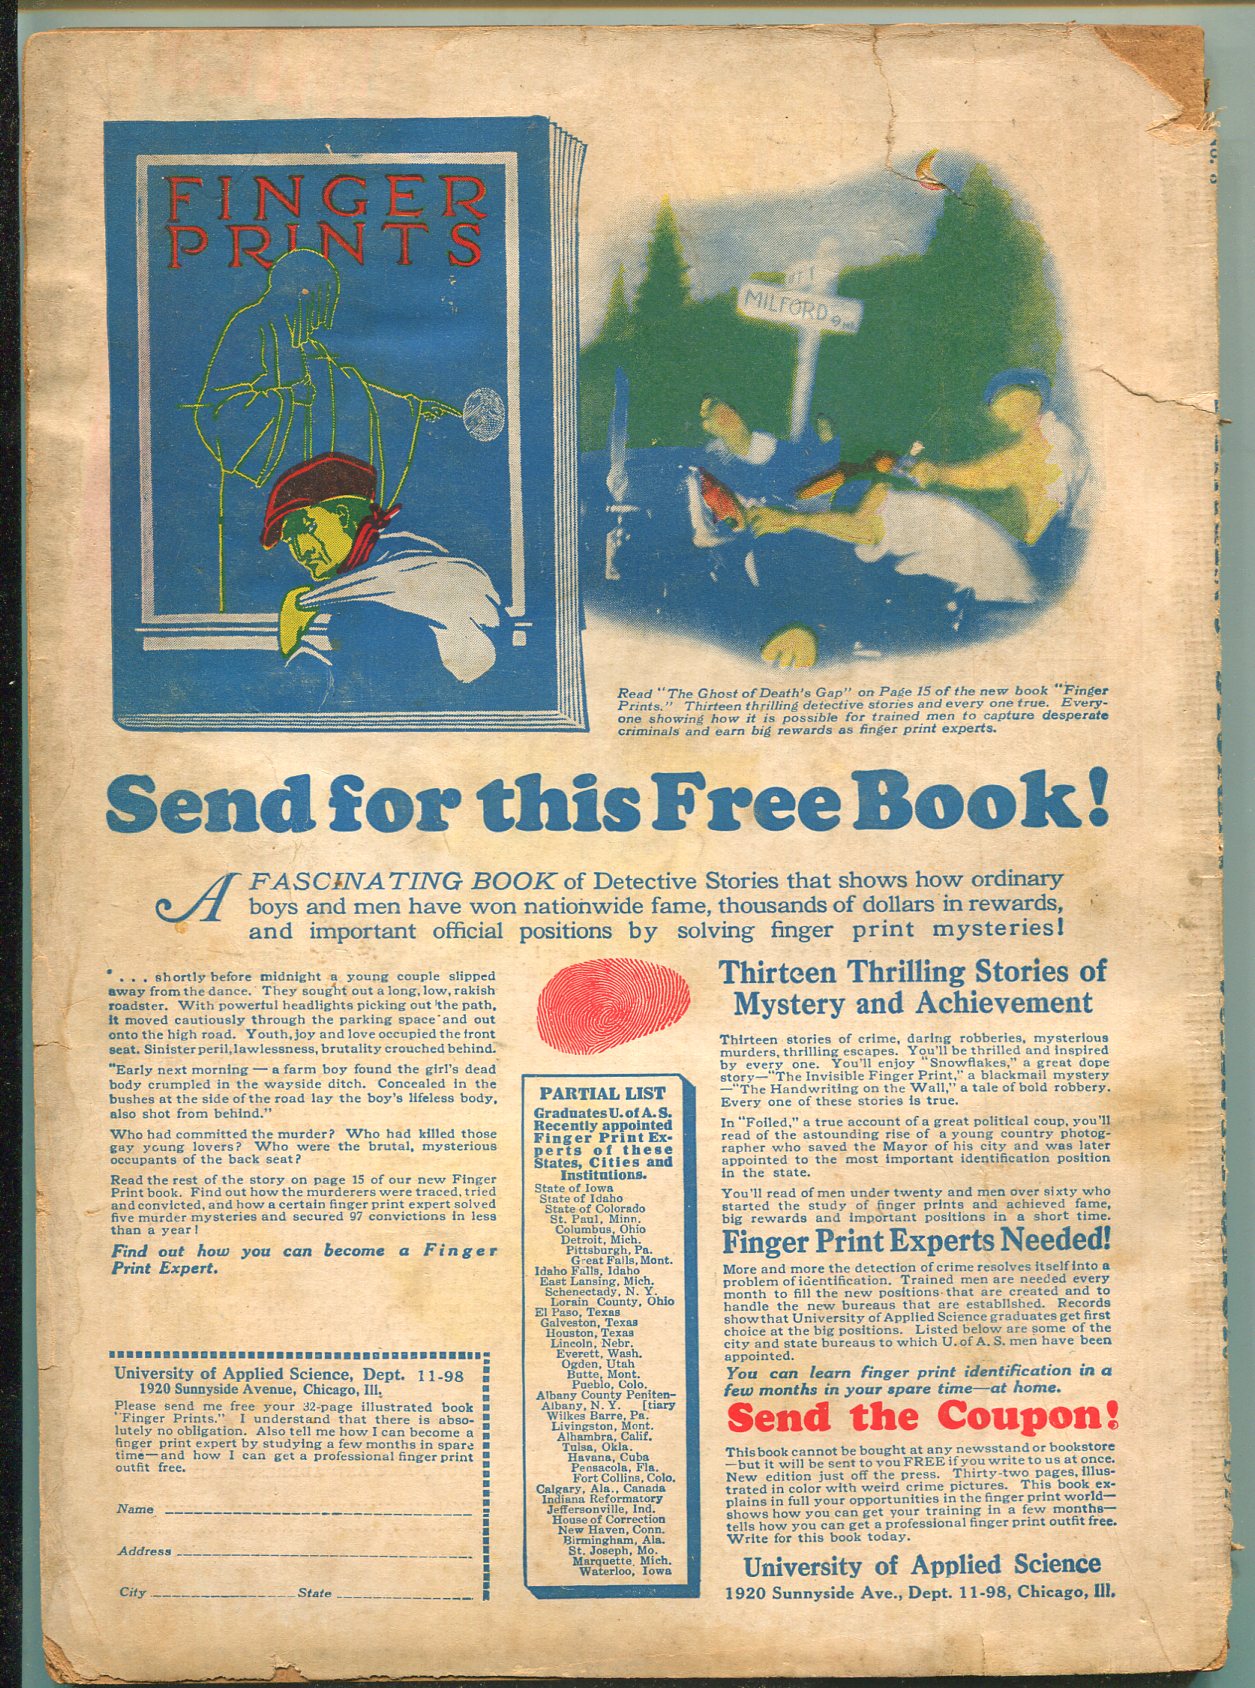 FINGER
PRINTS
MILFORD
Read "The Ghost of Death's Gap" on Page 15 of the new book "Finger
Prints." Thirteen thrilling detective stories and every one true. Every-
one showing how it is possible for trained men to capture desperate
criminals and earn big rewards as finger print experts.
Send for this Free Book!
A FASCINATING BOOK of Detective Stories that shows how ordinary
boys and men have won nationwide fame, thousands of dollars in rewards,
and important official positions by solving finger print mysteries!
". . . shortly before midnight a young couple slipped
away from the dance. They sought out a long, low, rakish
roadster. With powerful headlights picking out the path,
it moved cautiously through the parking space and out
onto the high road. Youth, joy and love occupied the front
seat. Sinister peril, lawlessness, brutality crouched behind.
"Early next morning — a farm boy found the girl's dead
body crumpled in the wayside ditch. Concealed in the
bushes at the side of the road lay the boy's lifeless body,
also shot from behind."
Who had committed the murder? Who had killed those
gay young lovers? Who were the brutal, mysterious
occupants of the back seat?
Read the rest of the story on page 15 of our new Finger
Print book. Find out how the murderers were traced, tried
and convicted, and how a certain finger print expert solved
five murder mysteries and secured 97 convictions in less
than a year!
Find out how you can become a Finger
Print Expert.
University of Applied Science, Dept. 11-98
1920 Sunnyside Avenue, Chicago, Ill.
Please send me free your 32-page illustrated book
"Finger Prints." I understand that there is abso-
lutely no obligation. Also tell me how I can become a
finger print expert by studying a few months in spare
time—and how I can get a professional finger print
outfit free.
Name
Address
City State
PARTIAL LIST
Graduates U. of A. S.
Recently appointed
Finger Print Ex-
perts of these
States, Cities and
Institutions.
State of Iowa
State of Idaho
State of Colorado
St. Paul, Minn.
Columbus, Ohio
Detroit, Mich.
Pittsburgh, Pa.
Great Falls, Mont.
Idaho Falls, Idaho
East Lansing, Mich.
Schenectady, N. Y.
Lorain County, Ohio
El Paso, Texas
Galveston, Texas
Houston, Texas
Lincoln, Nebr.
Everett, Wash.
Ogden, Utah
Butte, Mont.
Pueblo, Colo.
Albany County Peniten-
Albany, N. Y. [tiary
Wilkes Barre, Pa.
Livingston, Mont.
Alhambra, Calif.
Tulsa, Okla.
Havana, Cuba
Pensacola, Fla.
Fort Collins, Colo.
Calgary, Ala., Canada
Indiana Reformatory
Jeffersonville, Ind.
House of Correction
New Haven, Conn.
Birmingham, Ala.
St. Joseph, Mo.
Marquette, Mich.
Waterloo, Iowa
Thirteen Thrilling Stories of
Mystery and Achievement
Thirteen stories of crime, daring robberies, mysterious
murders, thrilling escapes. You'll be thrilled and inspired
by every one. You'll enjoy "Snowflakes," a great dope
story—"The Invisible Finger Print," a blackmail mystery
—"The Handwriting on the Wall," a tale of bold robbery.
Every one of these stories is true.
In "Foiled," a true account of a great political coup, you'll
read of the astounding rise of a young country photog-
rapher who saved the Mayor of his city and was later
appointed to the most important identification position
in the state.
You'll read of men under twenty and men over sixty who
started the study of finger prints and achieved fame,
big rewards and important positions in a short time.
Finger Print Experts Needed!
More and more the detection of crime resolves itself into a
problem of identification. Trained men are needed every
month to fill the new positions that are created and to
handle the new bureaus that are established. Records
show that University of Applied Science graduates get first
choice at the big positions. Listed below are some of the
city and state bureaus to which U. of A. S. men have been
appointed.
You can learn finger print identification in a
few months in your spare time—at home.
Send the Coupon!
This book cannot be bought at any newsstand or bookstore
—but it will be sent to you FREE if you write to us at once.
New edition just off the press. Thirty-two pages, illus-
trated in color with weird crime pictures. This book ex-
plains in full your opportunities in the finger print world—
shows how you can get your training in a few months—
tells how you can get a professional finger print outfit free.
Write for this book today.
University of Applied Science
1920 Sunnyside Ave., Dept. 11-98, Chicago, Ill.